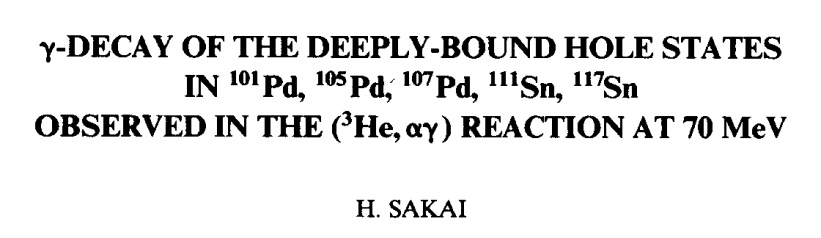 γ-DECAY OF THE DEEPLY-BOUND HOLE STATES
IN ¹⁰¹Pd, ¹⁰⁵Pd, ¹⁰⁷Pd, ¹¹¹Sn, ¹¹⁷Sn
OBSERVED IN THE (³He, αγ) REACTION AT 70 MeV
H. SAKAI